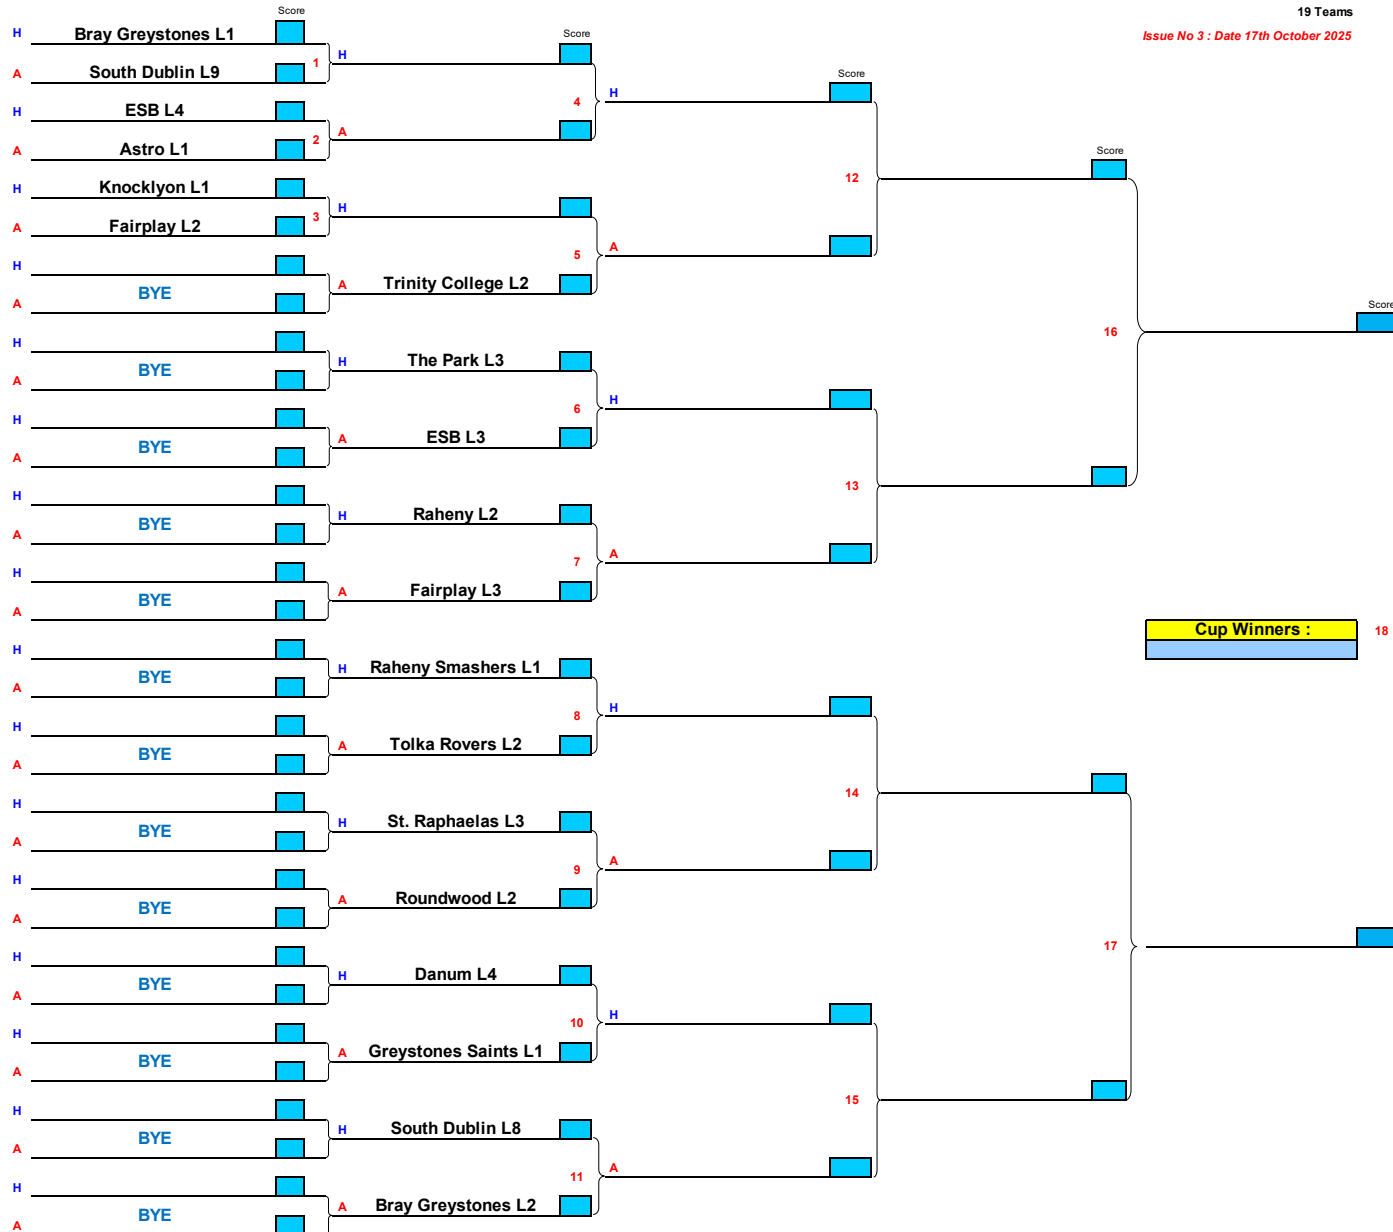 19 Teams
Issue No 3 : Date 17th October 2025
Score
H Bray Greystones L1
1
A South Dublin L9
H ESB L4
2
A Astro L1
H Knocklyon L1
3
A Fairplay L2
H
BYE
A
H
BYE
A
H
BYE
A
H
BYE
A
H
BYE
A
H
BYE
A
H
BYE
A
H
BYE
A
H
BYE
A
H
BYE
A
H
BYE
A
H
BYE
A
H
BYE
A
Score
H
4
A
H
5
A Trinity College L2
H The Park L3
6
A ESB L3
H Raheny L2
7
A Fairplay L3
H Raheny Smashers L1
8
A Tolka Rovers L2
H St. Raphaelas L3
9
A Roundwood L2
H Danum L4
10
A Greystones Saints L1
H South Dublin L8
11
A Bray Greystones L2
Score
H
12
A
H
13
A
H
14
A
H
15
A
Score
16
17
Score
Cup Winners : 18